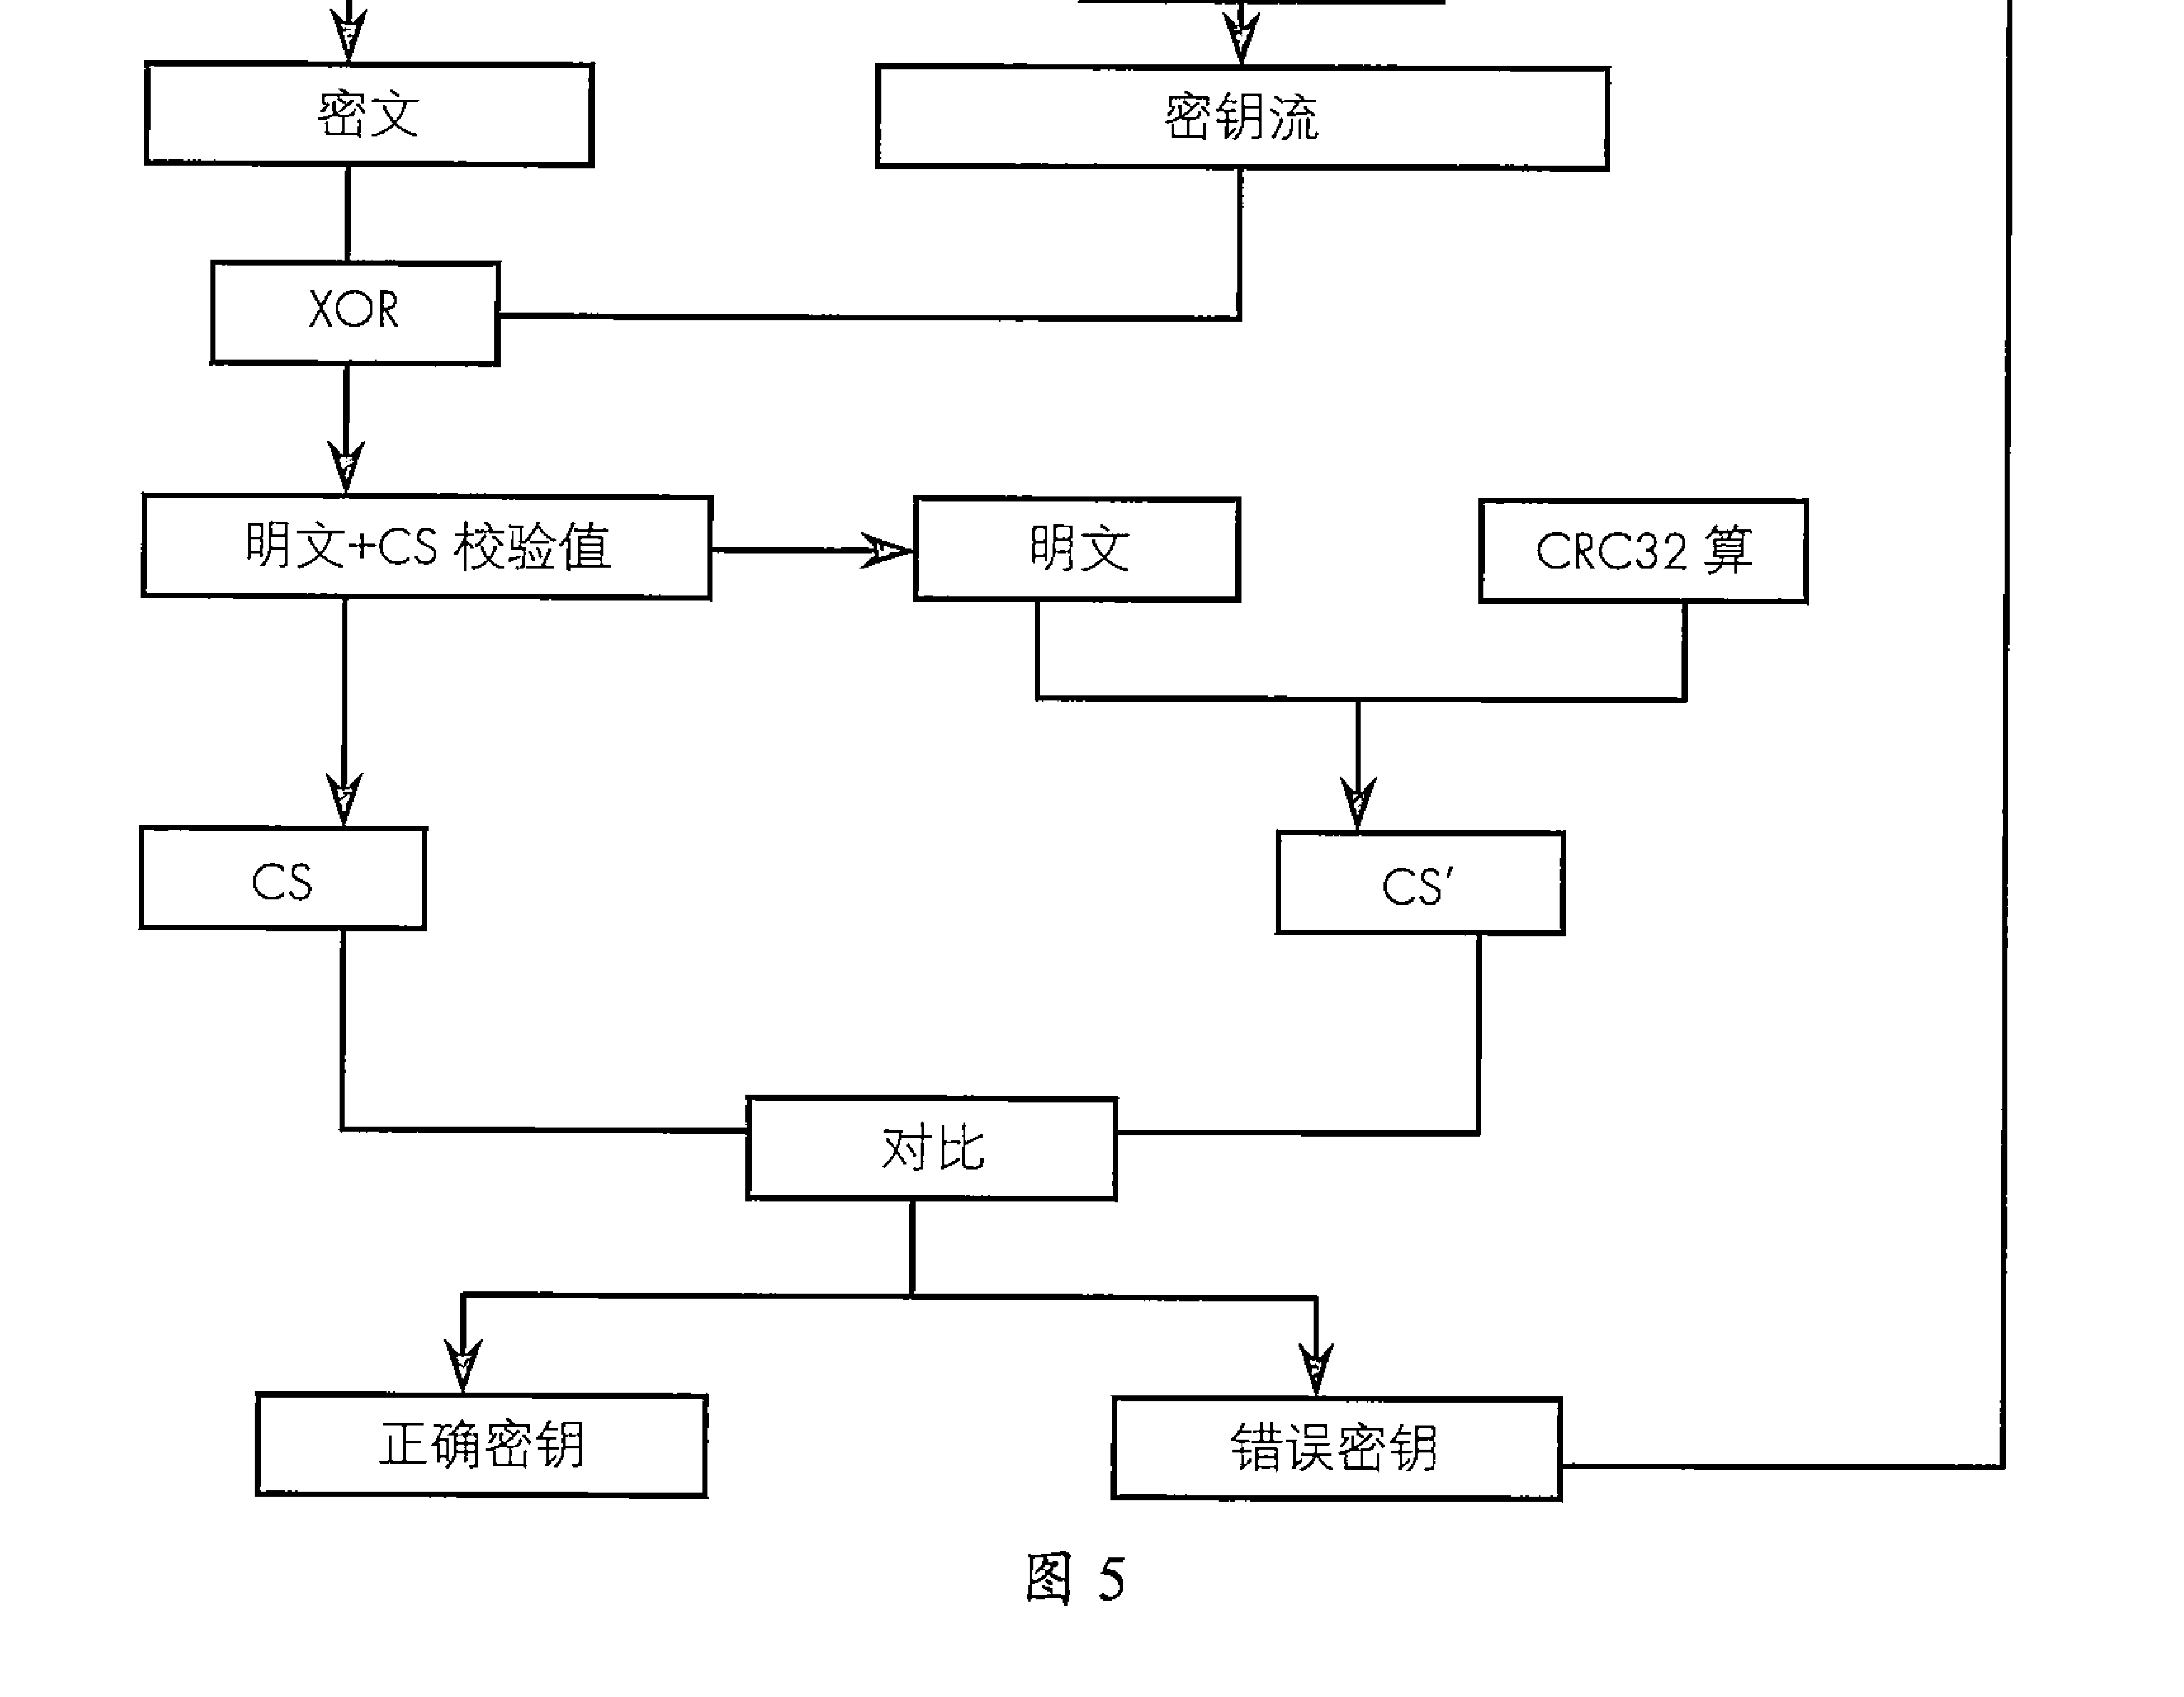 密文
密钥流
XOR
明文+CS 校验值
明文
CRC32 算
CS
CS'
对比
正确密钥
错误密钥
图 5